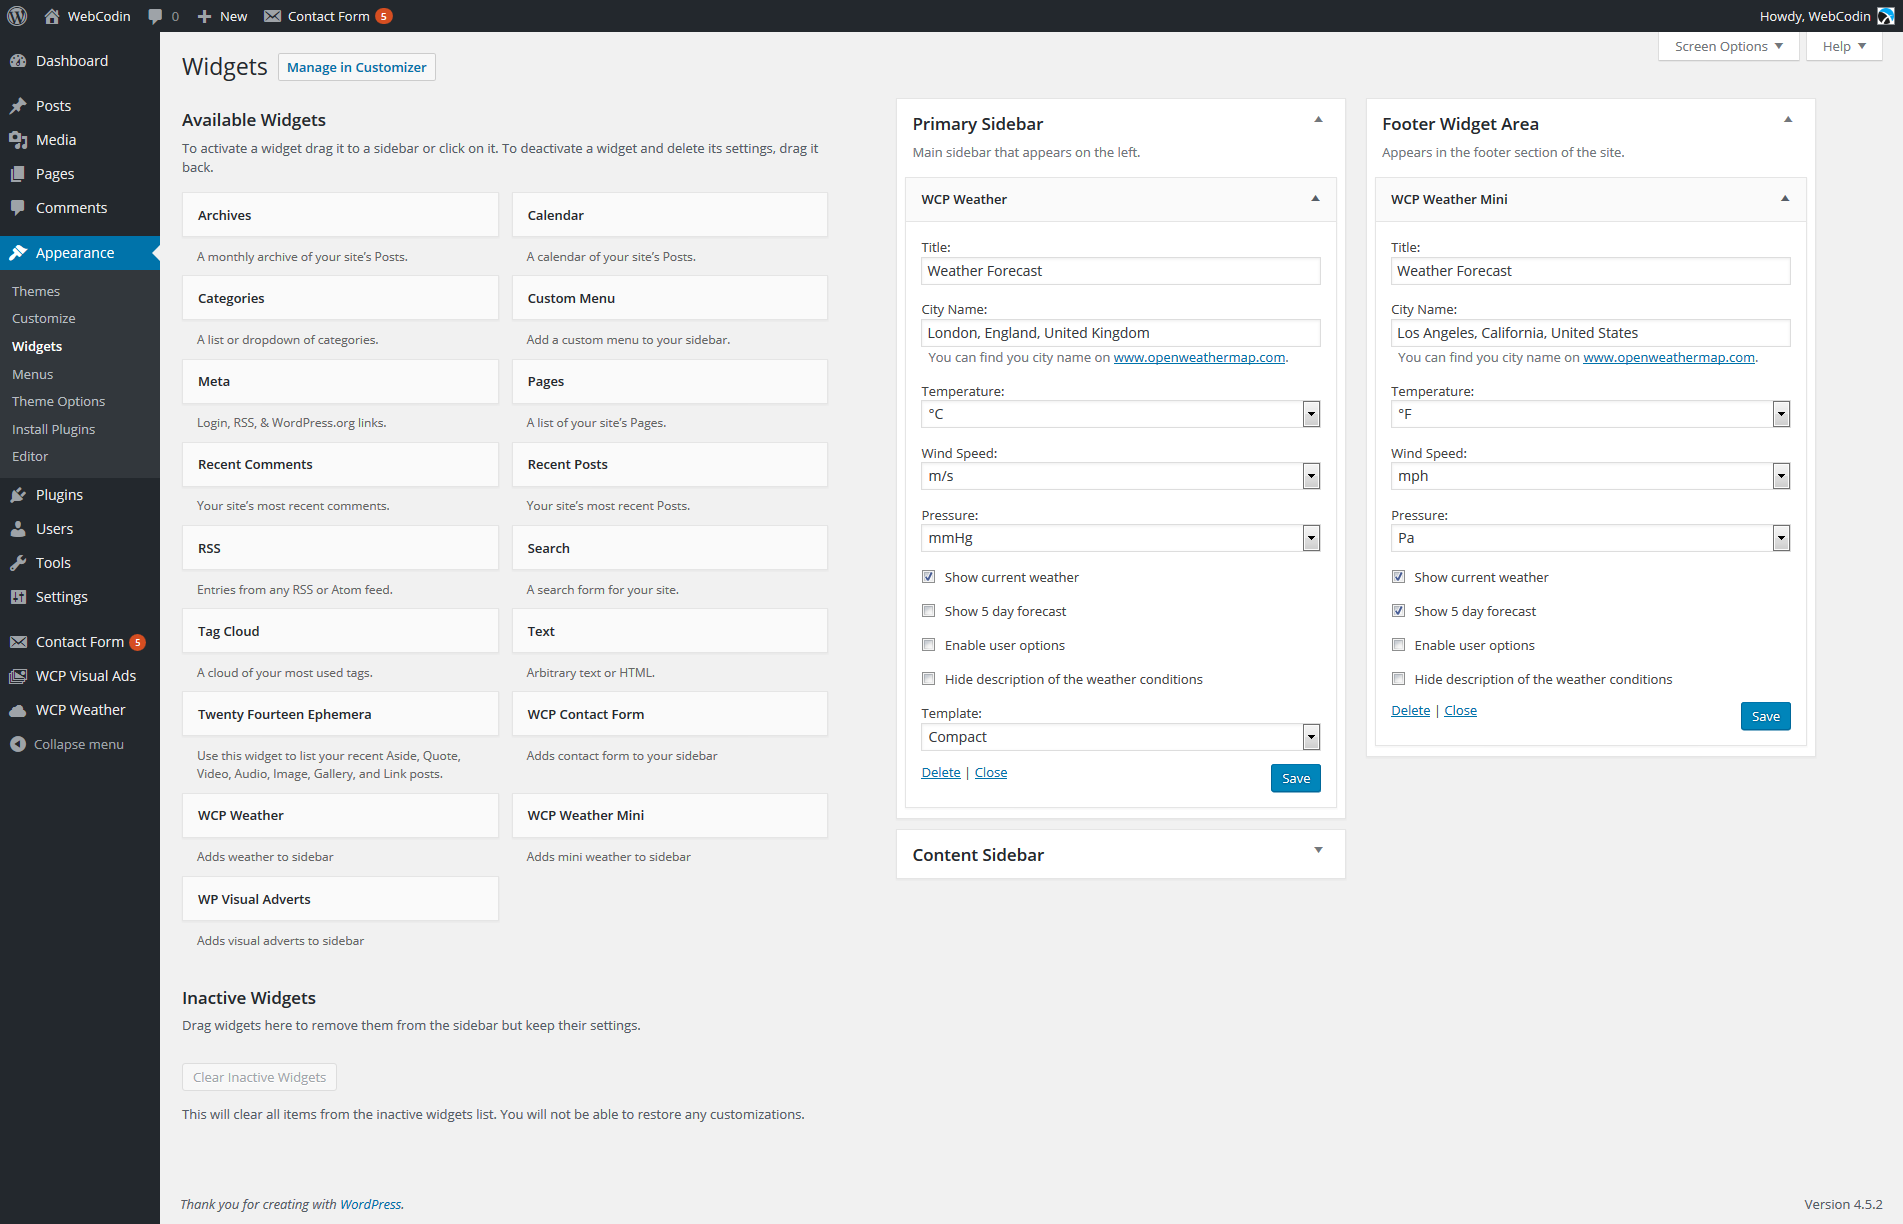 WebCodin
0
New
Contact Form 5
Howdy, WebCodin
Screen Options
Help
Dashboard
Posts
Media
Pages
Comments
Appearance
Themes
Customize
Widgets
Menus
Theme Options
Install Plugins
Editor
Plugins
Users
Tools
Settings
Contact Form 5
WCP Visual Ads
WCP Weather
Collapse menu
Widgets
Manage in Customizer
Available Widgets
To activate a widget drag it to a sidebar or click on it. To deactivate a widget and delete its settings, drag it
back.
Archives
A monthly archive of your site’s Posts.
Calendar
A calendar of your site’s Posts.
Categories
A list or dropdown of categories.
Custom Menu
Add a custom menu to your sidebar.
Meta
Login, RSS, & WordPress.org links.
Pages
A list of your site’s Pages.
Recent Comments
Your site’s most recent comments.
Recent Posts
Your site’s most recent Posts.
RSS
Entries from any RSS or Atom feed.
Search
A search form for your site.
Tag Cloud
A cloud of your most used tags.
Text
Arbitrary text or HTML.
Twenty Fourteen Ephemera
Use this widget to list your recent Aside, Quote,
Video, Audio, Image, Gallery, and Link posts.
WCP Contact Form
Adds contact form to your sidebar
WCP Weather
Adds weather to sidebar
WCP Weather Mini
Adds mini weather to sidebar
WP Visual Adverts
Adds visual adverts to sidebar
Inactive Widgets
Drag widgets here to remove them from the sidebar but keep their settings.
Clear Inactive Widgets
This will clear all items from the inactive widgets list. You will not be able to restore any customizations.
Primary Sidebar
Main sidebar that appears on the left.
WCP Weather
Title:
Weather Forecast
City Name:
London, England, United Kingdom
You can find you city name on www.openweathermap.com.
Temperature:
°C
Wind Speed:
m/s
Pressure:
mmHg
Show current weather
Show 5 day forecast
Enable user options
Hide description of the weather conditions
Template:
Compact
Delete | Close
Save
Content Sidebar
Footer Widget Area
Appears in the footer section of the site.
WCP Weather Mini
Title:
Weather Forecast
City Name:
Los Angeles, California, United States
You can find you city name on www.openweathermap.com.
Temperature:
°F
Wind Speed:
mph
Pressure:
Pa
Show current weather
Show 5 day forecast
Enable user options
Hide description of the weather conditions
Delete | Close
Save
Thank you for creating with WordPress.
Version 4.5.2